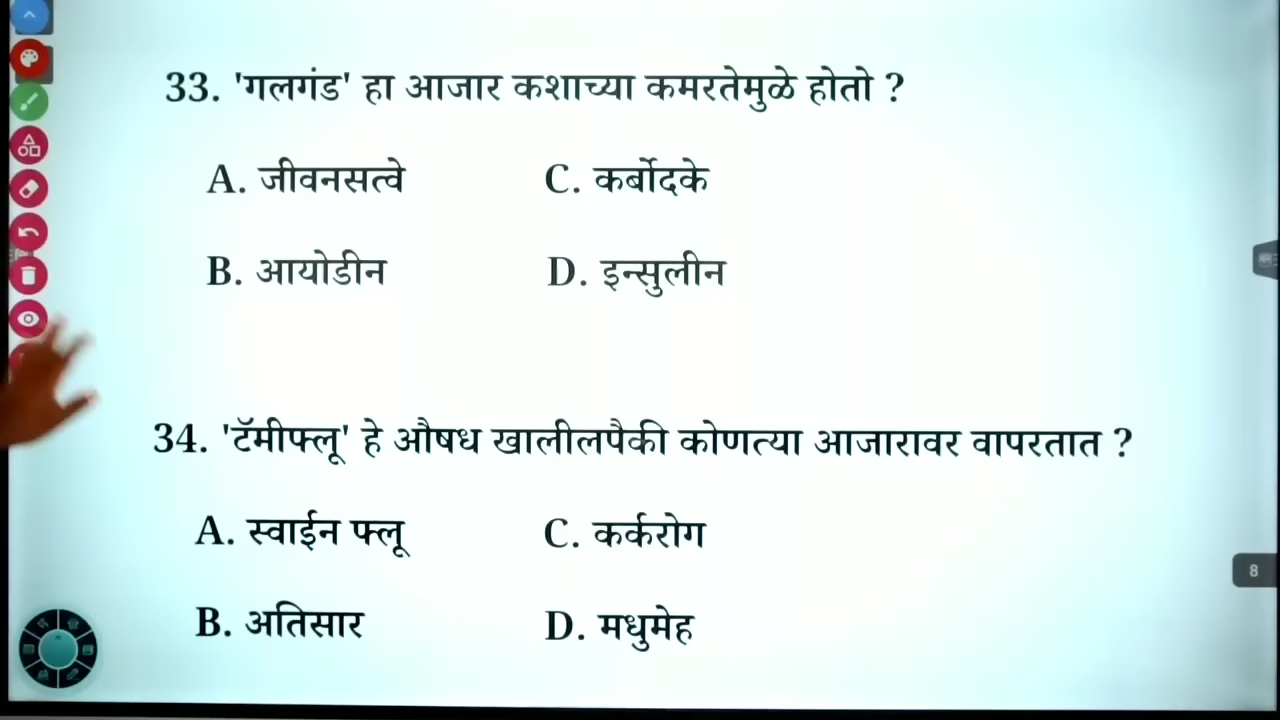 33. 'गलगंड' हा आजार कशाच्या कमरतेमुळे होतो ?
A. जीवनसत्वे C. कर्बोदके
B. आयोडीन D. इन्सुलीन
34. 'टॅमीफ्लू' हे औषध खालीलपैकी कोणत्या आजारावर वापरतात ?
A. स्वाईन फ्लू C. कर्करोग
8
B. अतिसार D. मधुमेह